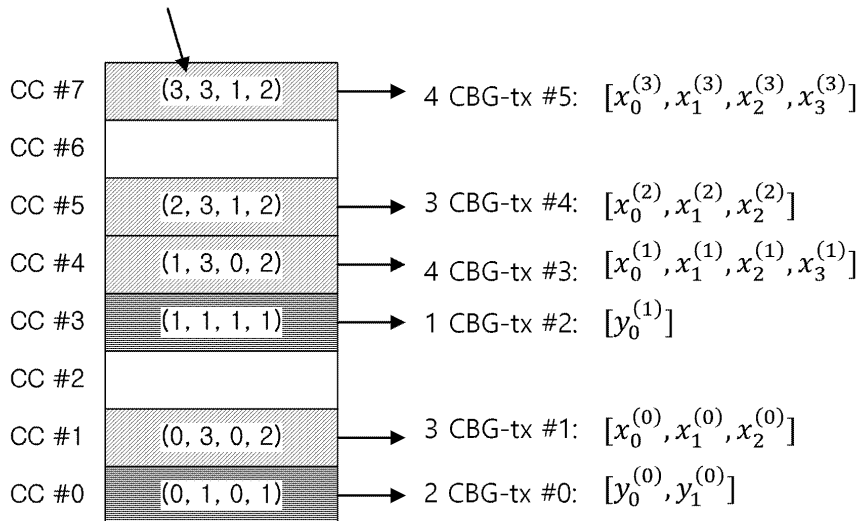 CC #7 (3, 3, 1, 2) 4 CBG-tx #5: [x_0^{(3)}, x_1^{(3)}, x_2^{(3)}, x_3^{(3)}]
CC #6
CC #5 (2, 3, 1, 2) 3 CBG-tx #4: [x_0^{(2)}, x_1^{(2)}, x_2^{(2)}]
CC #4 (1, 3, 0, 2) 4 CBG-tx #3: [x_0^{(1)}, x_1^{(1)}, x_2^{(1)}, x_3^{(1)}]
CC #3 (1, 1, 1, 1) 1 CBG-tx #2: [y_0^{(1)}]
CC #2
CC #1 (0, 3, 0, 2) 3 CBG-tx #1: [x_0^{(0)}, x_1^{(0)}, x_2^{(0)}]
CC #0 (0, 1, 0, 1) 2 CBG-tx #0: [y_0^{(0)}, y_1^{(0)}]